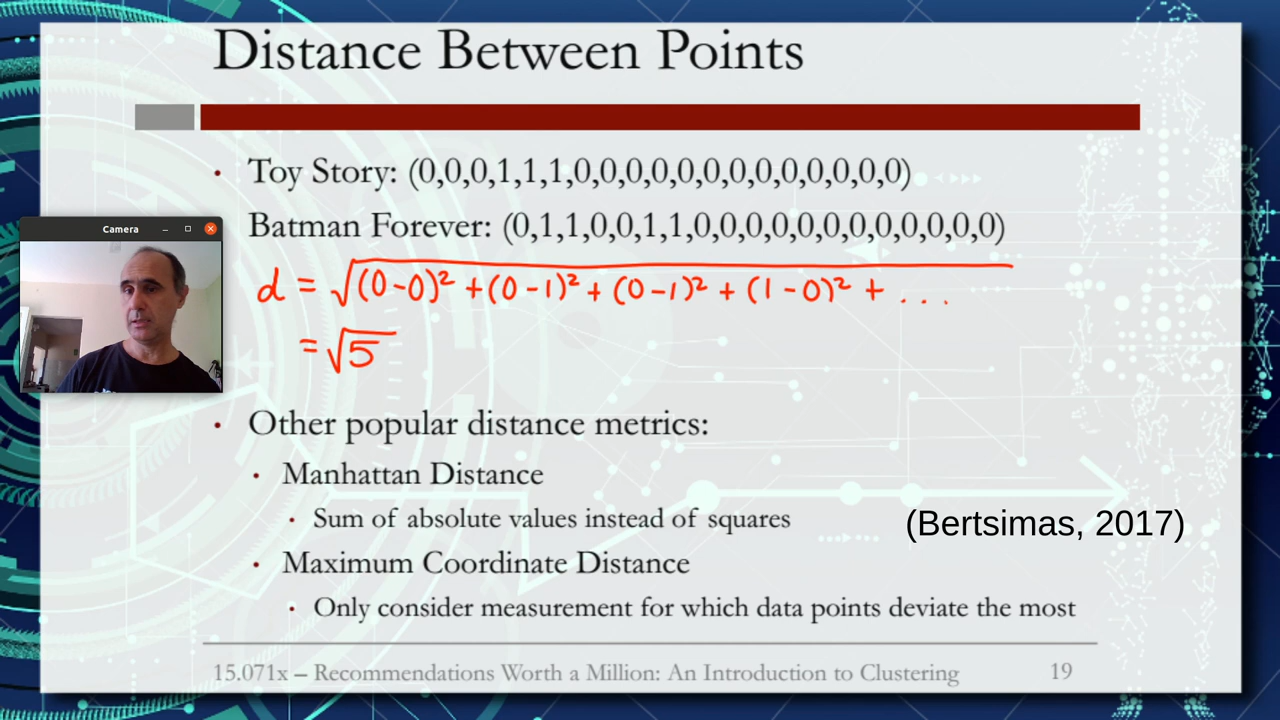 Distance Between Points
• Toy Story: (0,0,0,1,1,1,0,0,0,0,0,0,0,0,0,0,0,0,0)
Batman Forever: (0,1,1,0,0,1,1,0,0,0,0,0,0,0,0,0,0,0,0)
Camera
d = √(0-0)² + (0-1)² + (0-1)² + (1-0)² + ...
= √5
• Other popular distance metrics:
• Manhattan Distance
• Sum of absolute values instead of squares
(Bertsimas, 2017)
• Maximum Coordinate Distance
• Only consider measurement for which data points deviate the most
15.071x – Recommendations Worth a Million: An Introduction to Clustering
19